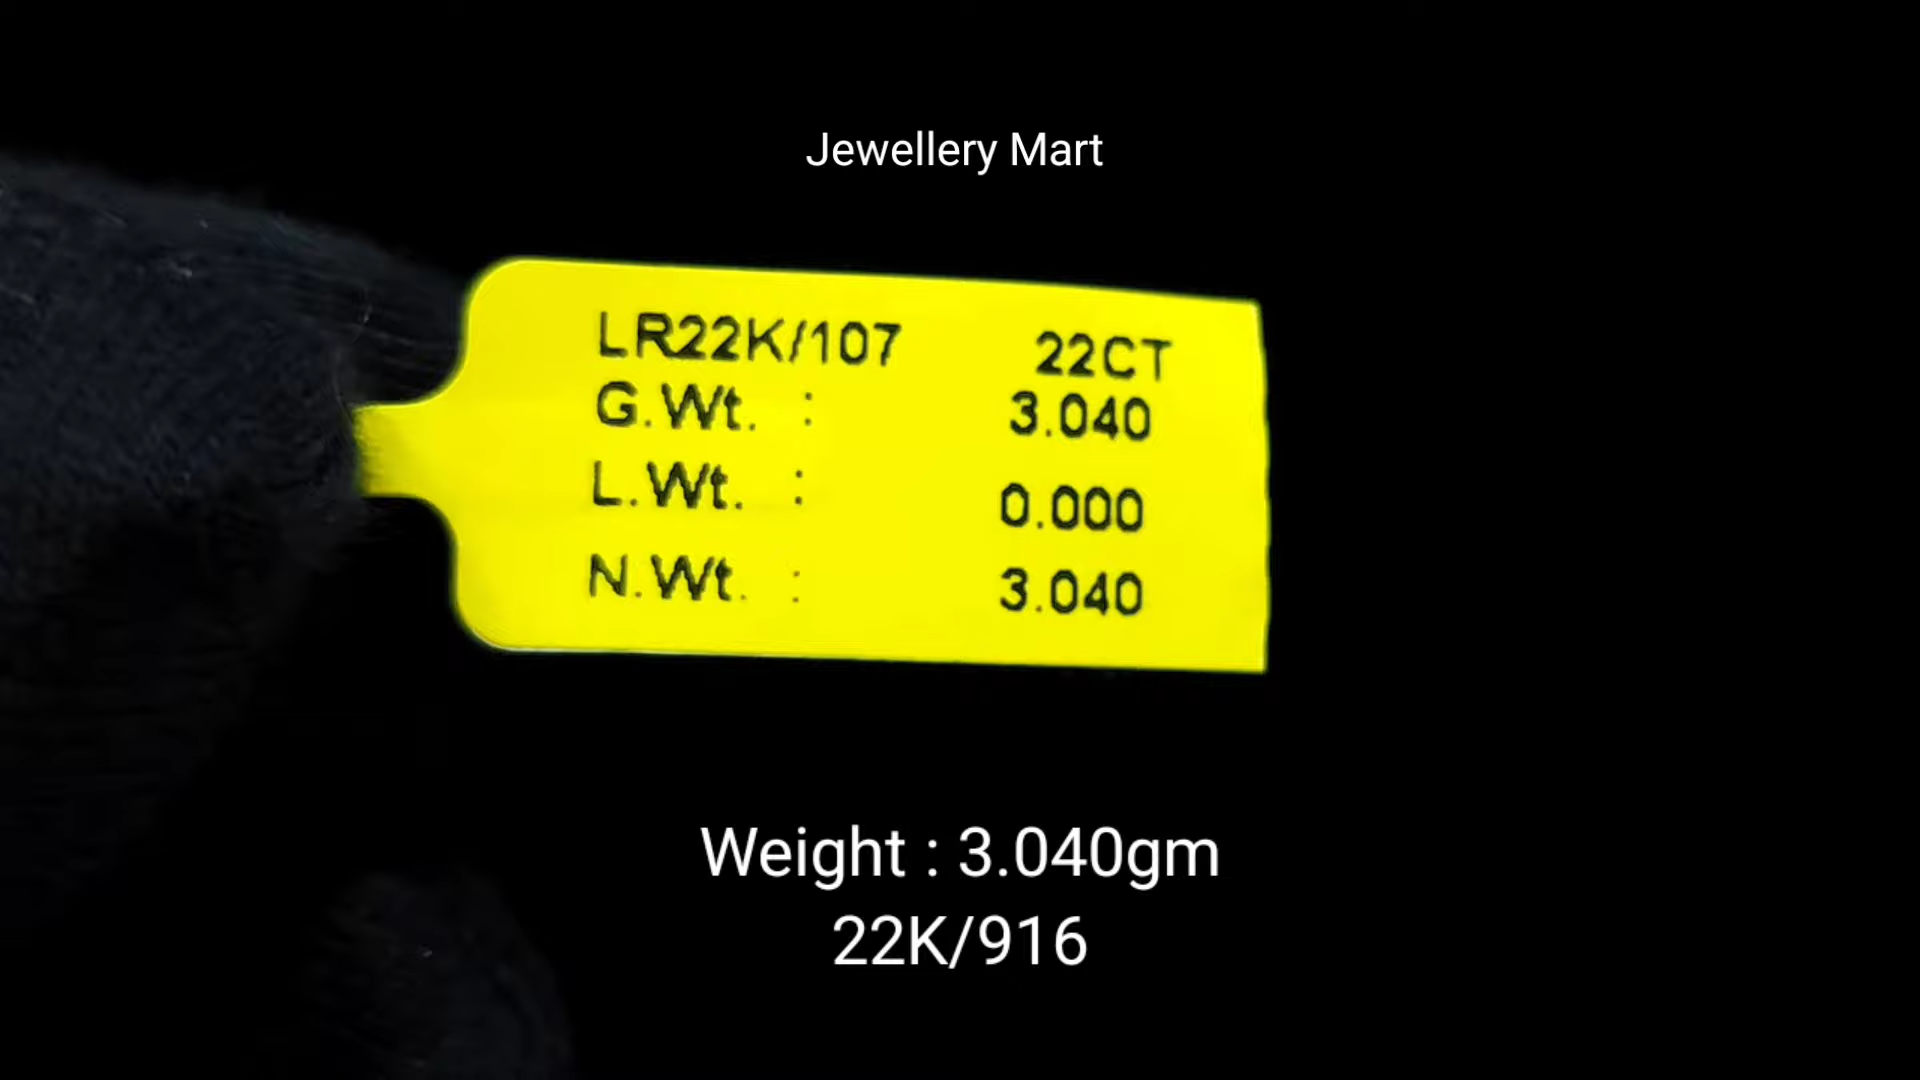 Jewellery Mart
LR22K/107 22CT
G.Wt. : 3.040
L.Wt. : 0.000
N.Wt. : 3.040
Weight : 3.040gm
22K/916